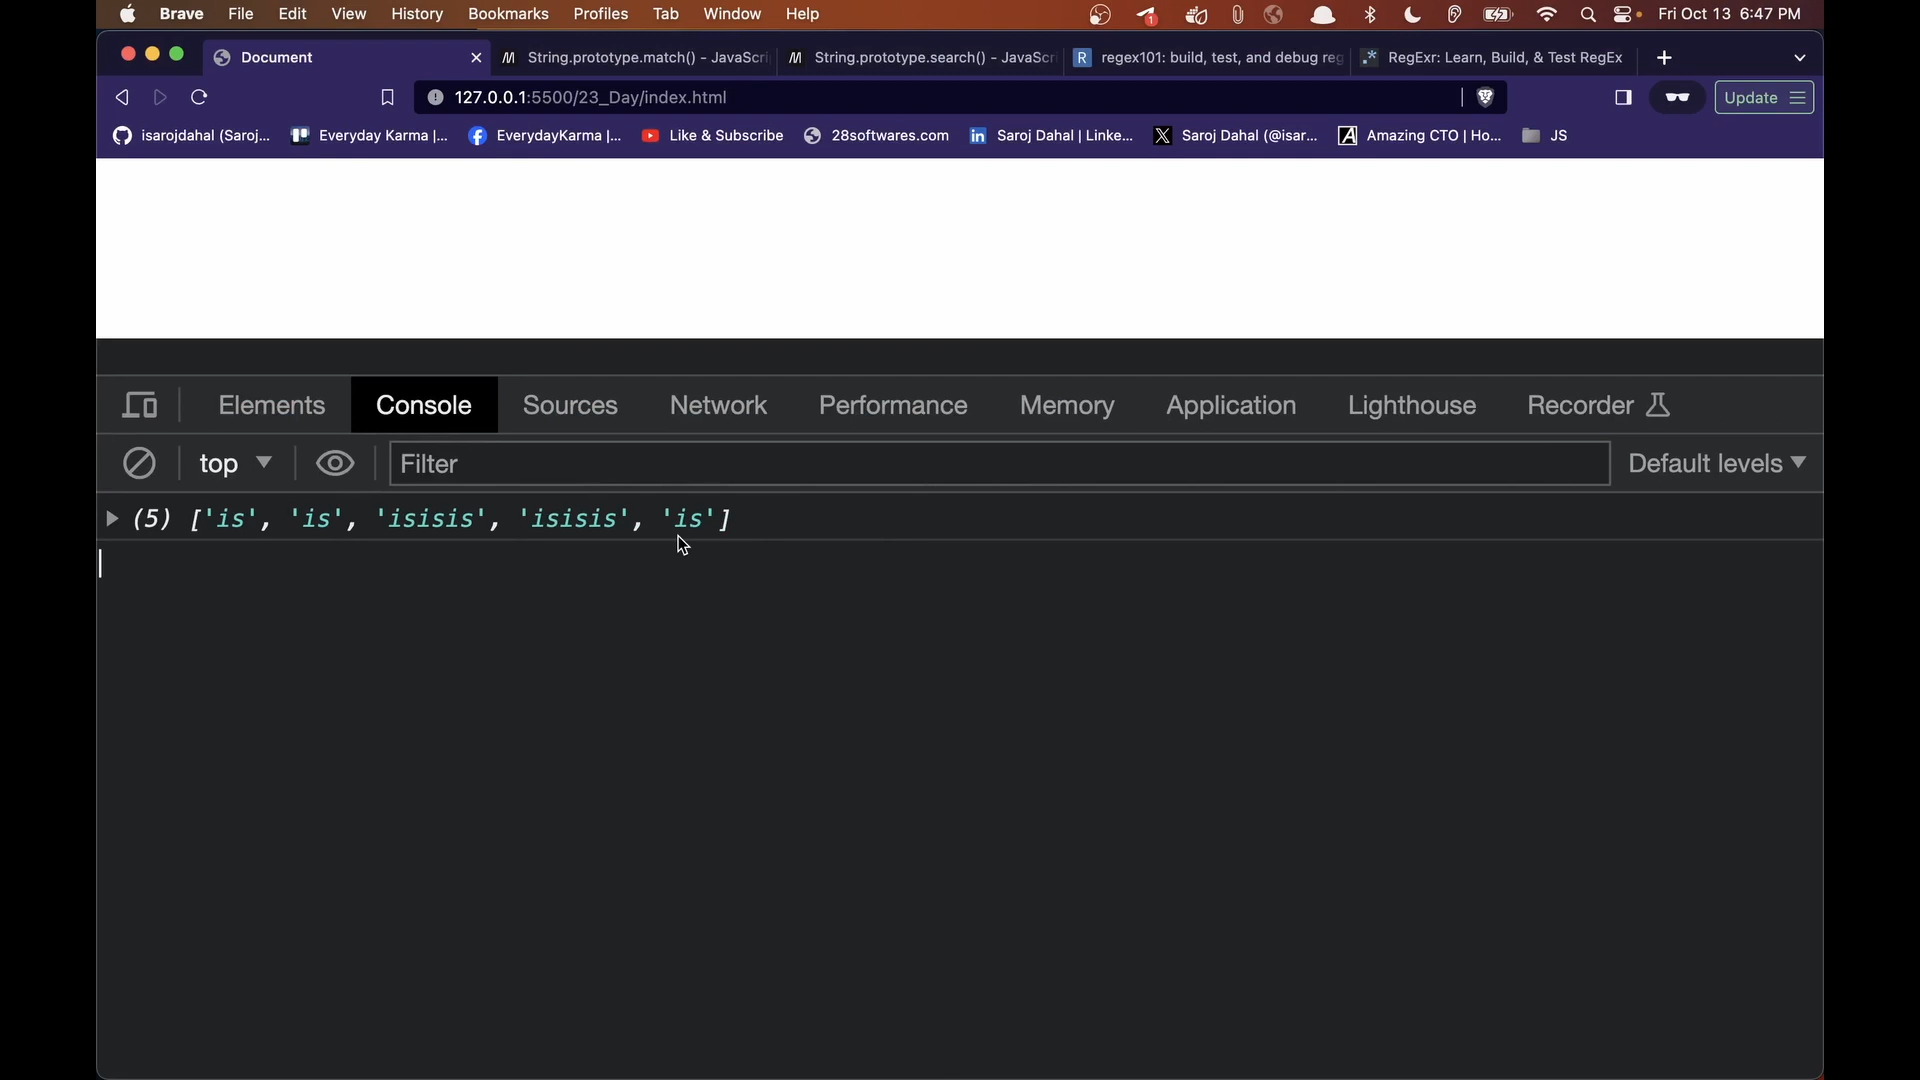 Brave File Edit View History Bookmarks Profiles Tab Window Help 1 Fri Oct 13 6:47 PM
Document String.prototype.match() - JavaScri String.prototype.search() - JavaScr R regex101: build, test, and debug reg .* RegExr: Learn, Build, & Test RegEx
127.0.0.1:5500/23_Day/index.html Update
isarojdahal (Saroj... Everyday Karma |... EverydayKarma |... Like & Subscribe 28softwares.com in Saroj Dahal | Linke... X Saroj Dahal (@isar... A Amazing CTO | Ho... JS
Elements Console Sources Network Performance Memory Application Lighthouse Recorder
top Filter Default levels
(5) ['is', 'is', 'isisis', 'isisis', 'is']